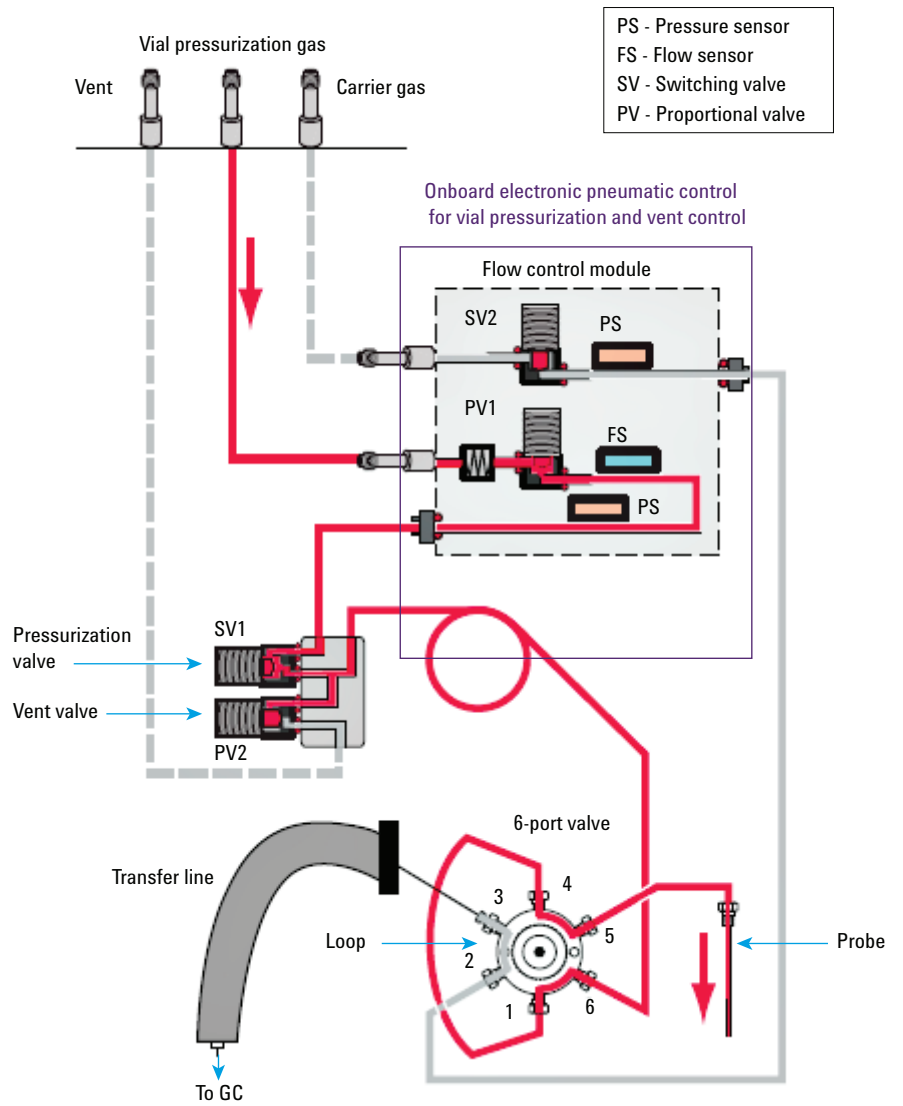 PS - Pressure sensor
FS - Flow sensor
SV - Switching valve
PV - Proportional valve
Vial pressurization gas
Vent
Carrier gas
Onboard electronic pneumatic control
for vial pressurization and vent control
Flow control module
SV2
PS
PV1
FS
PS
Pressurization
valve
SV1
Vent valve
PV2
6-port valve
Transfer line
3
4
Loop
5
2
Probe
1
6
To GC